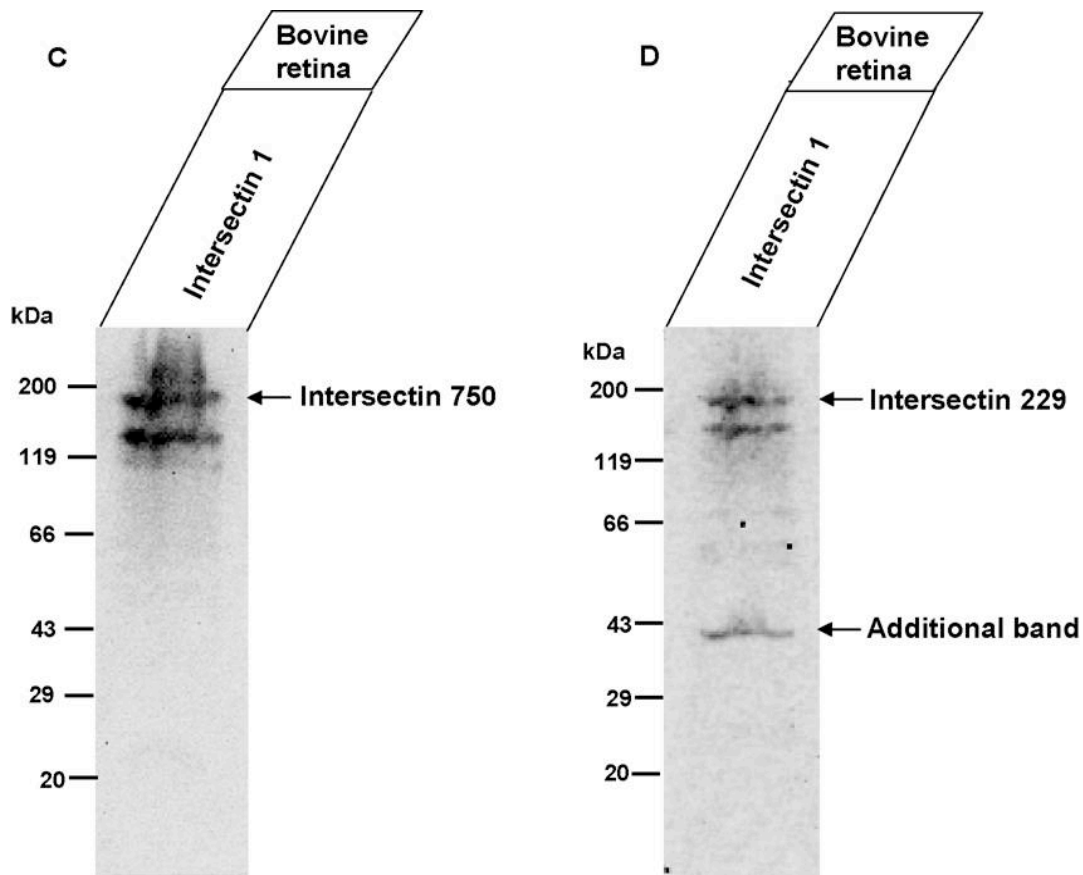 C
Bovine
retina
Intersectin 1
kDa
200
Intersectin 750
119
66
43
29
20
D
Bovine
retina
Intersectin 1
kDa
200
Intersectin 229
119
66
43
Additional band
29
20